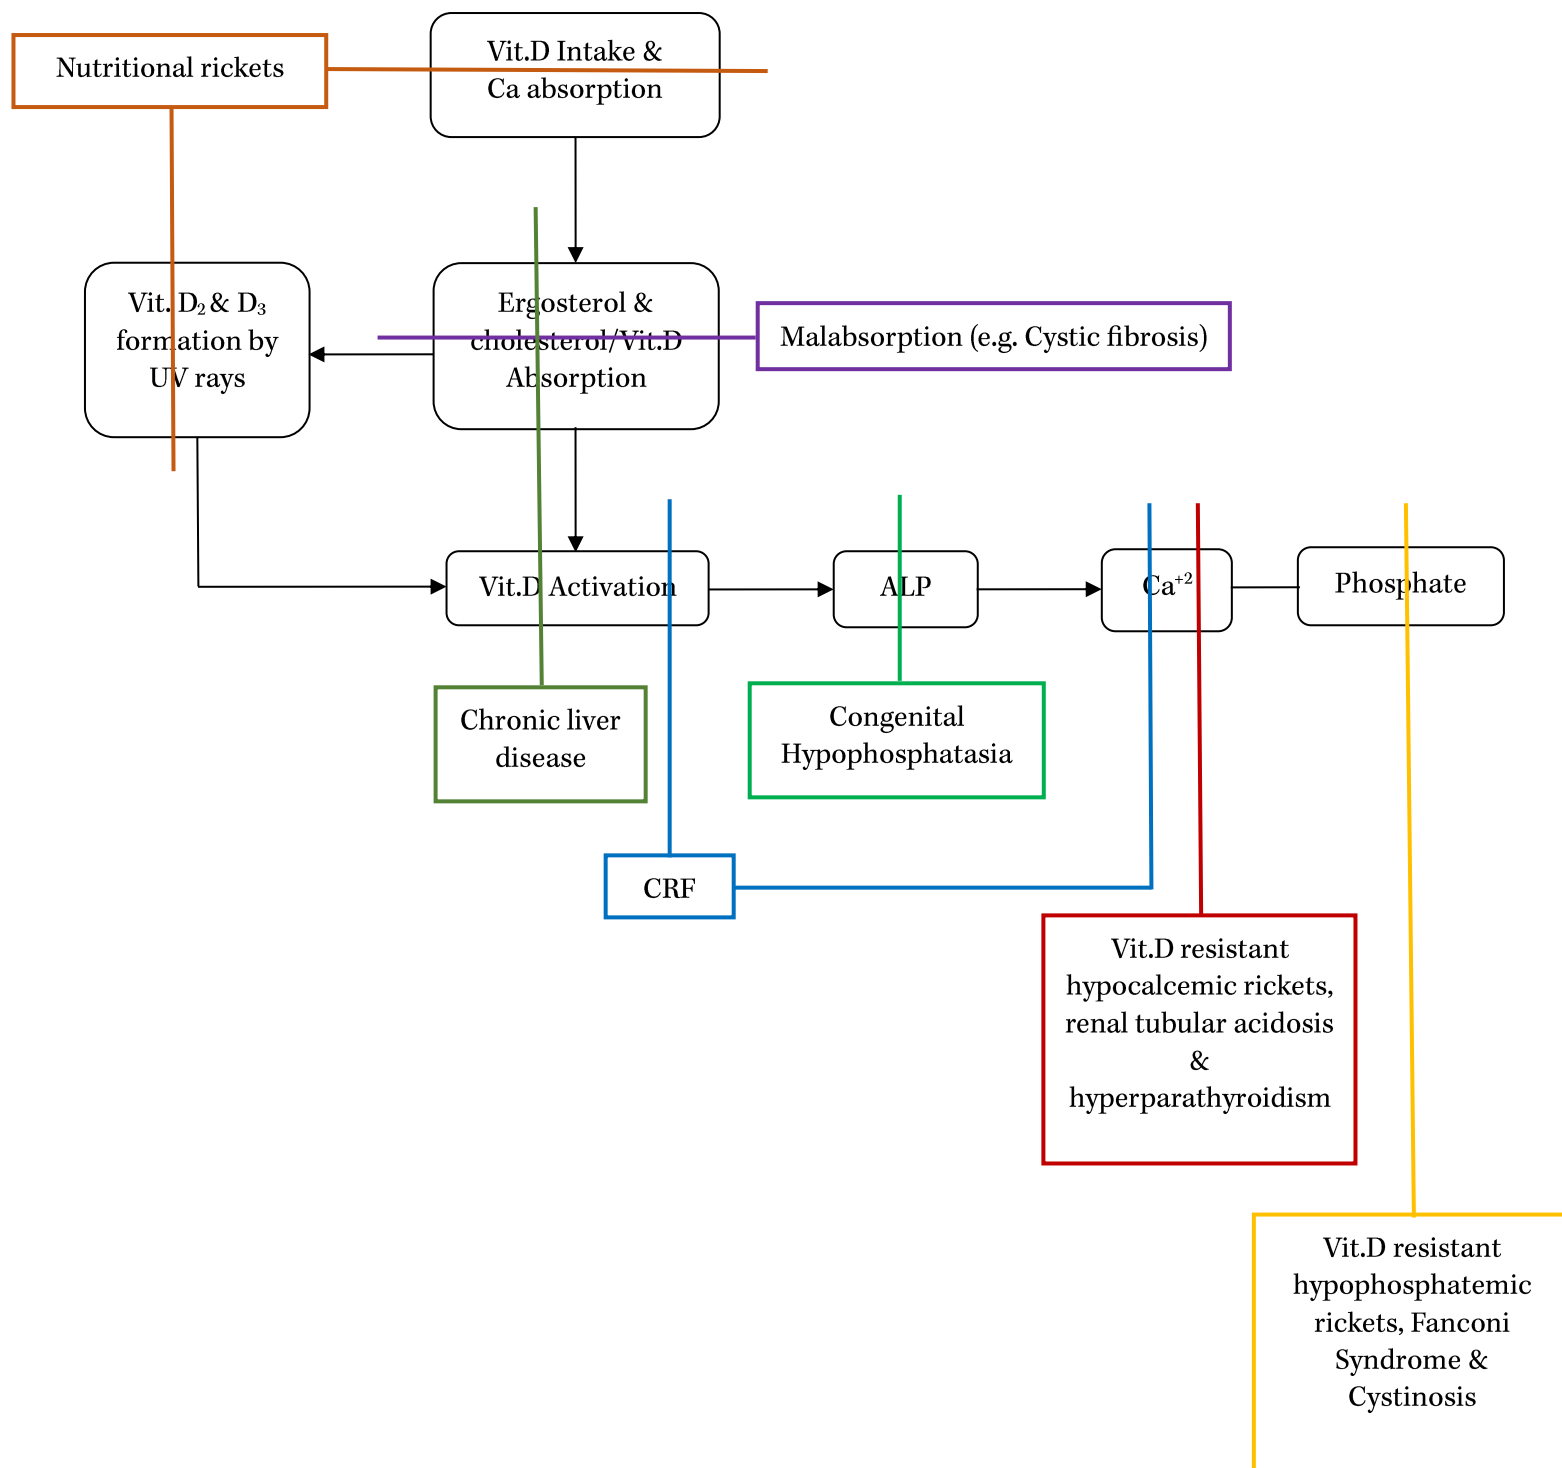 Nutritional rickets
Vit.D Intake &
Ca absorption
Vit. D₂ & D₃
formation by
UV rays
Ergosterol &
cholesterol/Vit.D
Absorption
Malabsorption (e.g. Cystic fibrosis)
Vit.D Activation
ALP
Ca⁺²
Phosphate
Chronic liver
disease
Congenital
Hypophosphatasia
CRF
Vit.D resistant
hypocalcemic rickets,
renal tubular acidosis
&
hyperparathyroidism
Vit.D resistant
hypophosphatemic
rickets, Fanconi
Syndrome &
Cystinosis